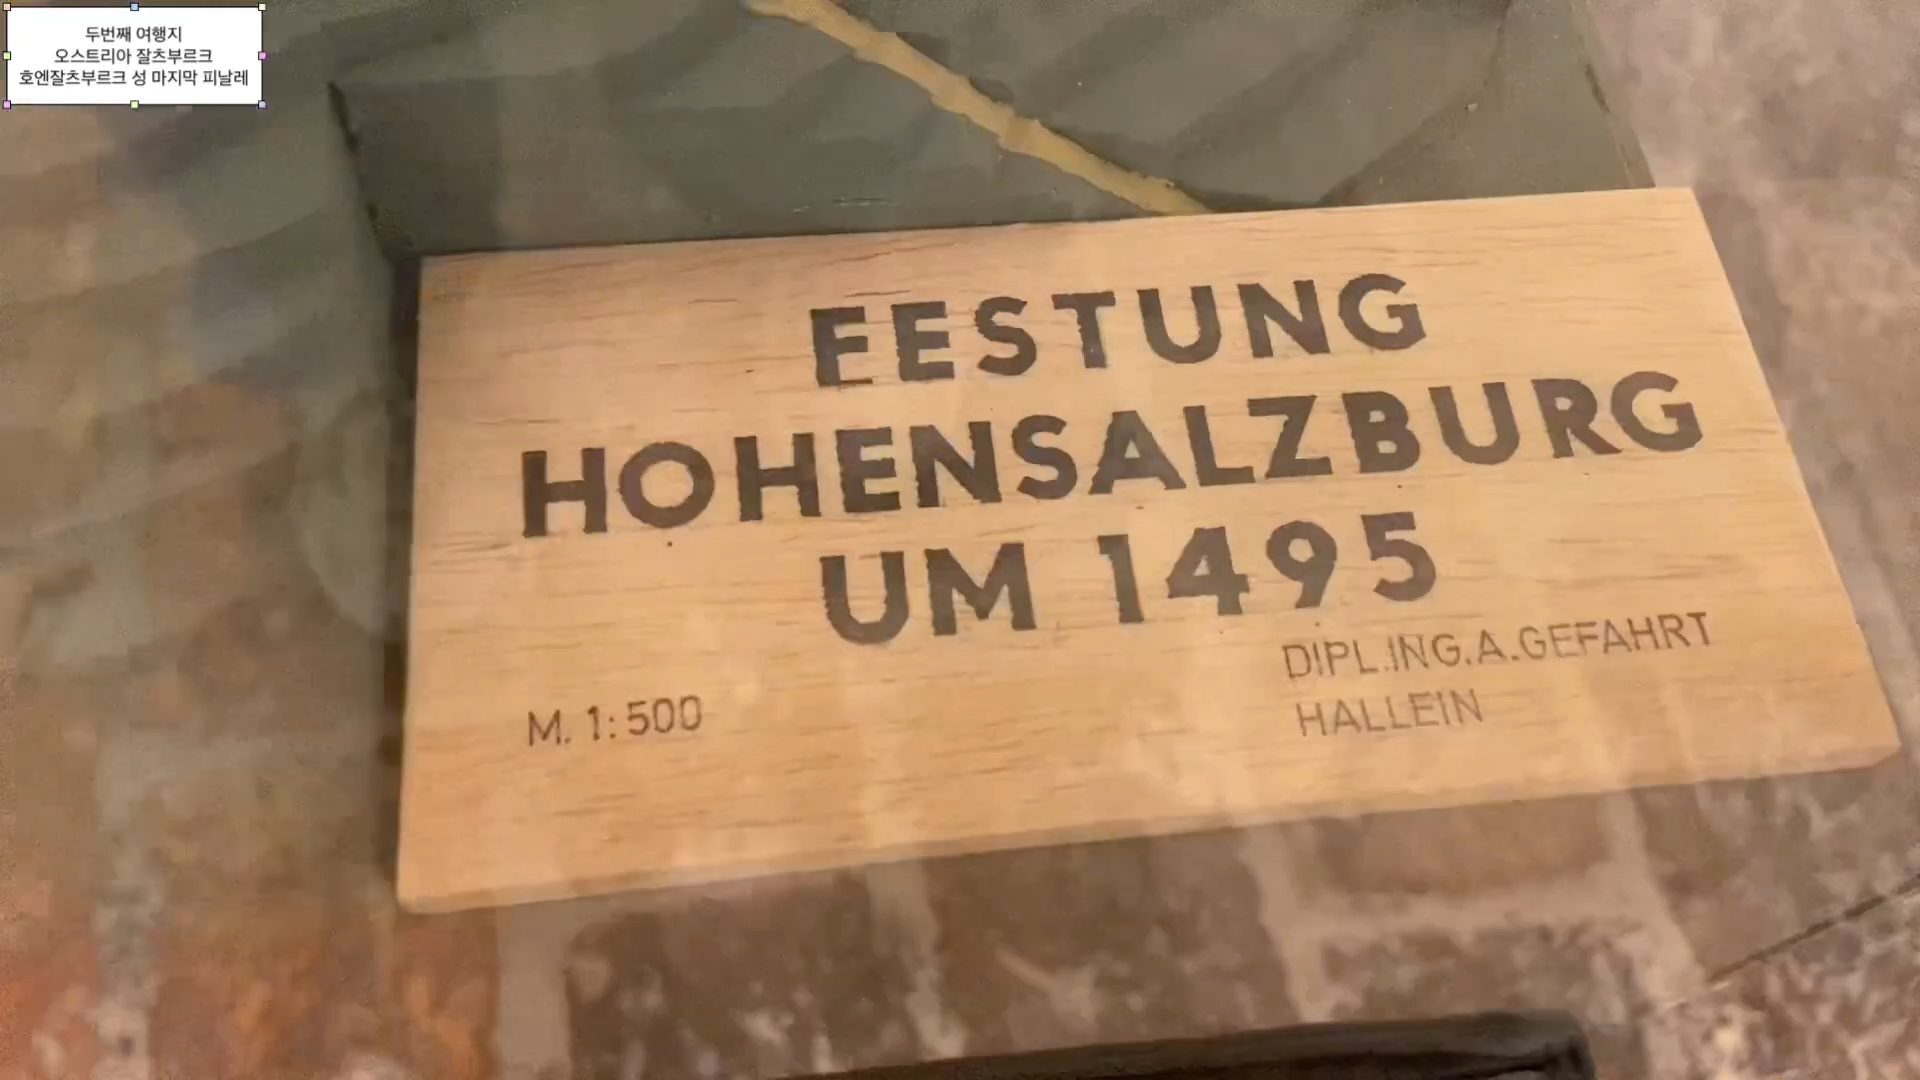 두번째 여행지
오스트리아 잘츠부르크
호엔잘츠부르크 성 마지막 피날레
FESTUNG
HOHENSALZBURG
UM 1495
DIPL.ING.A.GEFAHRT
HALLEIN
M. 1:500